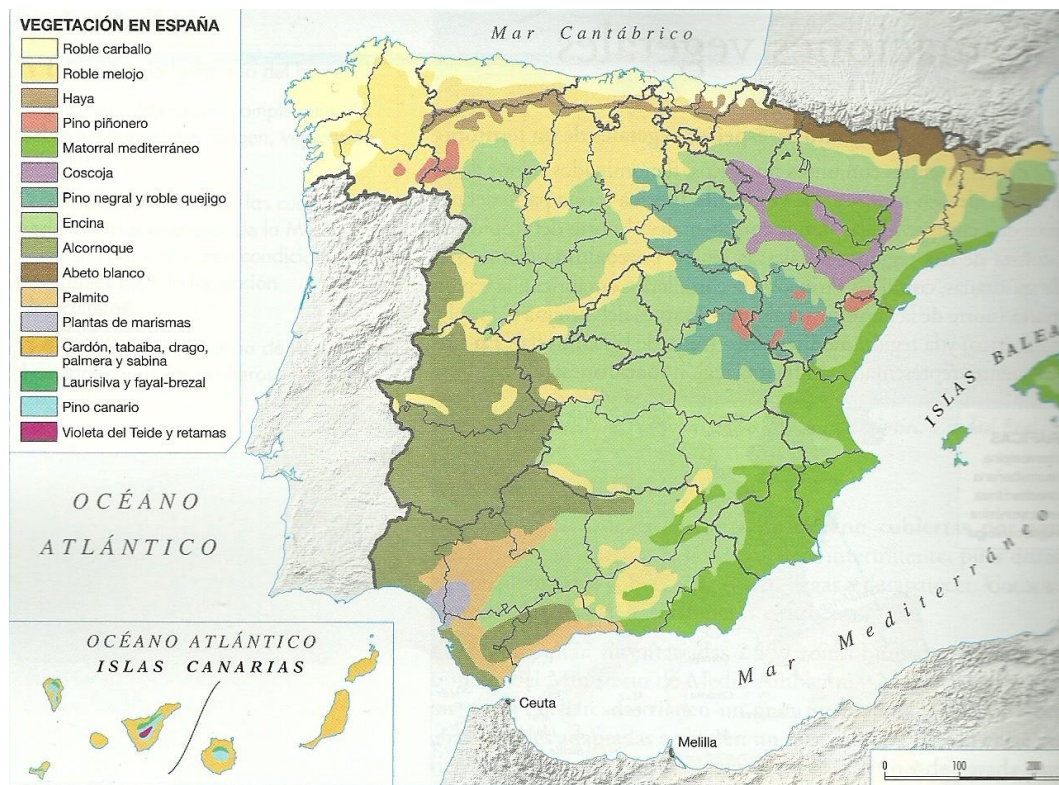 VEGETACIÓN EN ESPAÑA
Roble carballo
Roble melojo
Haya
Pino piñonero
Matorral mediterráneo
Coscoja
Pino negral y roble quejigo
Encina
Alcornoque
Abeto blanco
Palmito
Plantas de marismas
Cardón, tabaiba, drago,
palmera y sabina
Laurisilva y fayal-brezal
Pino canario
Violeta del Teide y retamas
Mar Cantábrico
OCÉANO
ATLÁNTICO
ISLAS BALEA
Mar Mediterráneo
OCÉANO ATLÁNTICO
ISLAS CANARIAS
Ceuta
Melilla
0 100 200